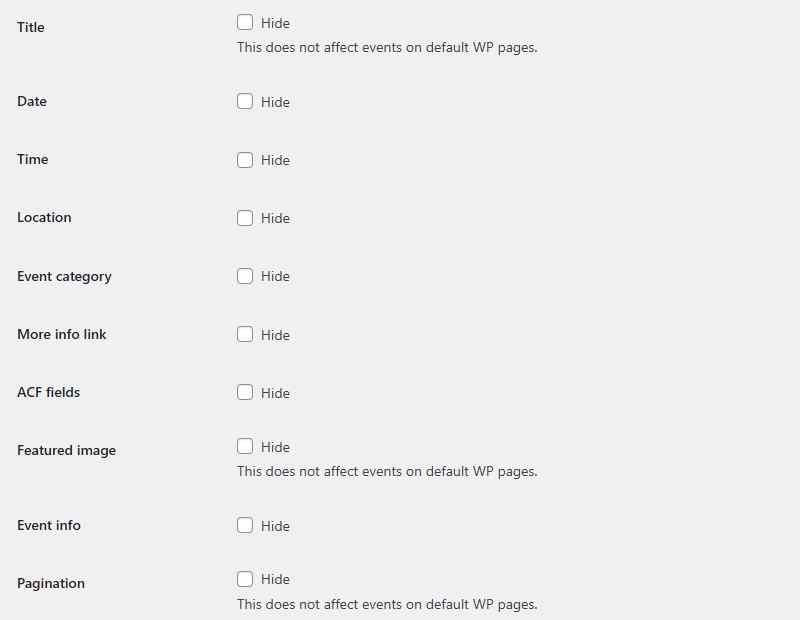 Title
Hide
This does not affect events on default WP pages.
Date
Hide
Time
Hide
Location
Hide
Event category
Hide
More info link
Hide
ACF fields
Hide
Featured image
Hide
This does not affect events on default WP pages.
Event info
Hide
Pagination
Hide
This does not affect events on default WP pages.